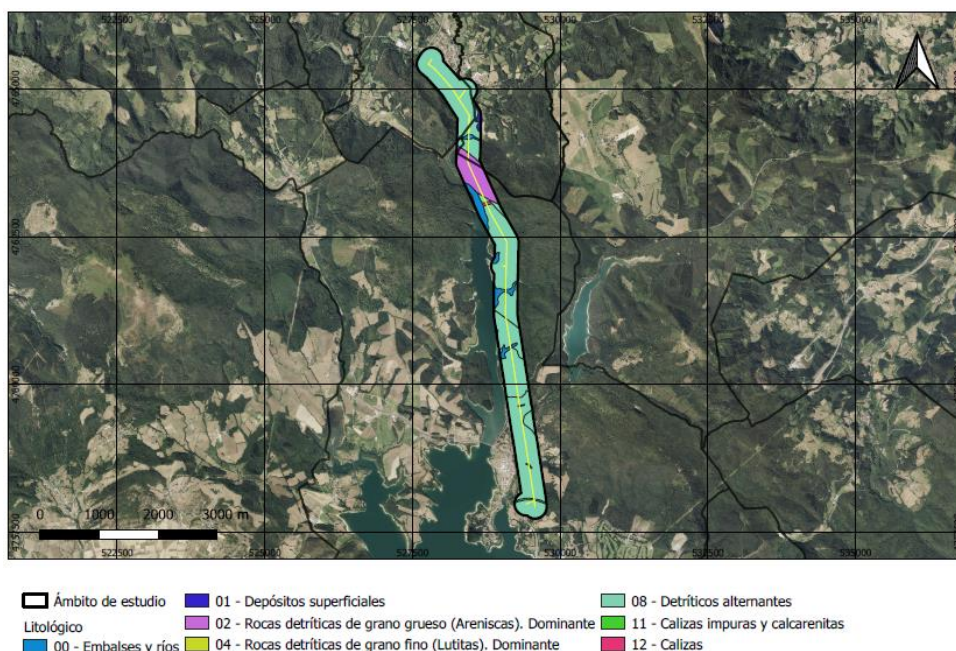 522500 525000 527500 530000 532500 535000
4765000
4762500
4760000
4757500
0 1000 2000 3000 m
522500 525000 527500 530000 532500 535000
Ámbito de estudio
Litológico
00 - Embalses y ríos
01 - Depósitos superficiales
02 - Rocas detríticas de grano grueso (Areniscas). Dominante
04 - Rocas detríticas de grano fino (Lutitas). Dominante
08 - Detríticos alternantes
11 - Calizas impuras y calcarenitas
12 - Calizas